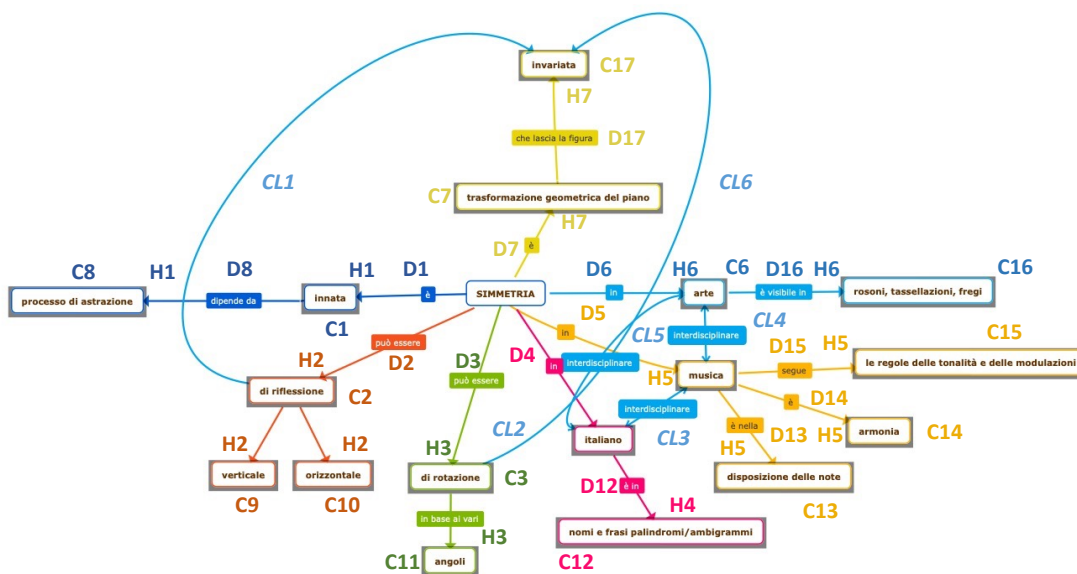 invariata
C17
H7
che lascia la figura
D17
CL1
CL6
C7
trasformazione geometrica del piano
H7
D7
è
C8
H1
D8
H1
D1
D6
H6
C6
D16
H6
C16
processo di astrazione
dipende da
innata
è
SIMMETRIA
in
arte
è visibile in
rosoni, tassellazioni, fregi
C1
D5
in
CL5
interdisciplinare
CL4
C15
può essere
D2
H2
D3
D4
in
interdisciplinare
H5
musica
D15
segue
H5
le regole delle tonalità e delle modulazioni
può essere
di riflessione
C2
interdisciplinare
è
D14
H5
CL2
CL3
è nella
D13
H5
armonia
C14
H2
H2
H3
italiano
verticale
orizzontale
di rotazione
C3
D12
è in
disposizione delle note
C9
C10
H4
C13
in base ai vari
H3
nomi e frasi palindromi/ambigrammi
C11
angoli
C12